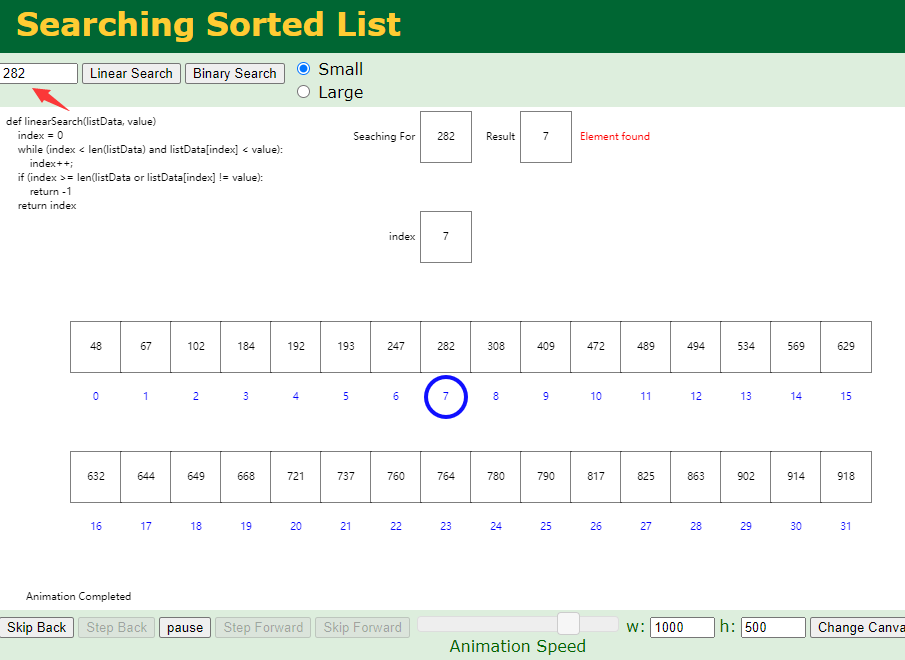 Searching Sorted List
282 Linear Search Binary Search Small
Large
def linearSearch(listData, value)
index = 0
while (index < len(listData) and listData[index] < value):
index++;
if (index >= len(listData or listData[index] != value):
return -1
return index
Seaching For 282 Result 7 Element found
index 7
48 67 102 184 192 193 247 282 308 409 472 489 494 534 569 629
0 1 2 3 4 5 6 7 8 9 10 11 12 13 14 15
632 644 649 668 721 737 760 764 780 790 817 825 863 902 914 918
16 17 18 19 20 21 22 23 24 25 26 27 28 29 30 31
Animation Completed
Skip Back Step Back pause Step Forward Skip Forward w: 1000 h: 500 Change Canva
Animation Speed